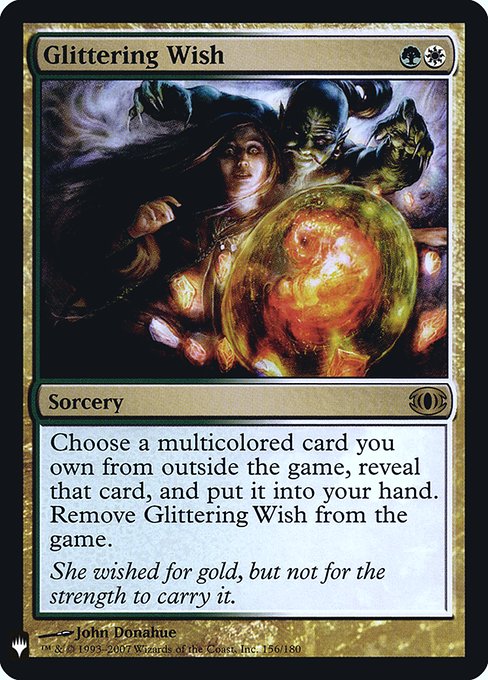 Glittering Wish
Sorcery
Choose a multicolored card you
own from outside the game, reveal
that card, and put it into your hand.
Remove Glittering Wish from the
game.
She wished for gold, but not for the
strength to carry it.
John Donahue
™ & © 1993–2007 Wizards of the Coast, Inc. 156/180